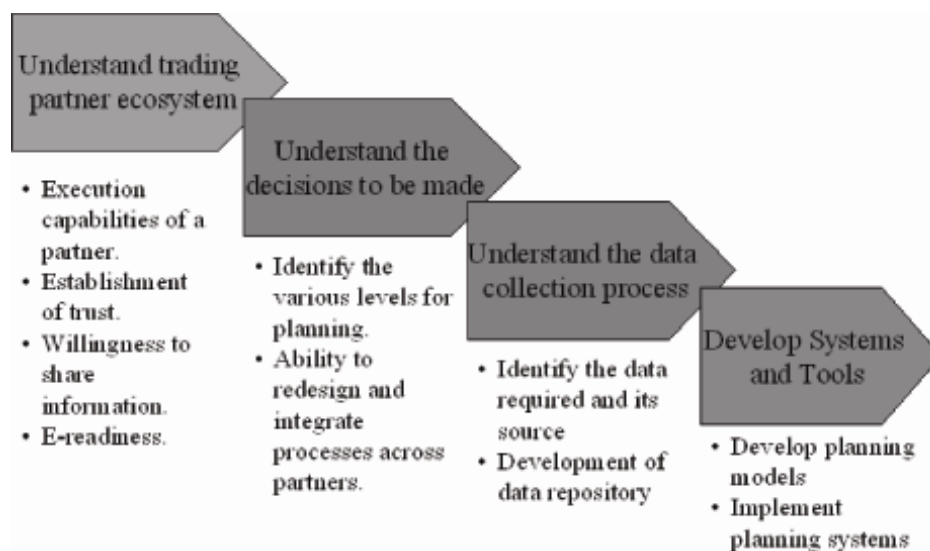 Understand trading
partner ecosystem
• Execution
capabilities of a
partner.
• Establishment
of trust.
• Willingness to
share
information.
• E-readiness.
Understand the
decisions to be made
• Identify the
various levels for
planning.
• Ability to
redesign and
integrate
processes across
partners.
Understand the data
collection process
• Identify the data
required and its
source
• Development of
data repository
Develop Systems
and Tools
• Develop planning
models
• Implement
planning systems